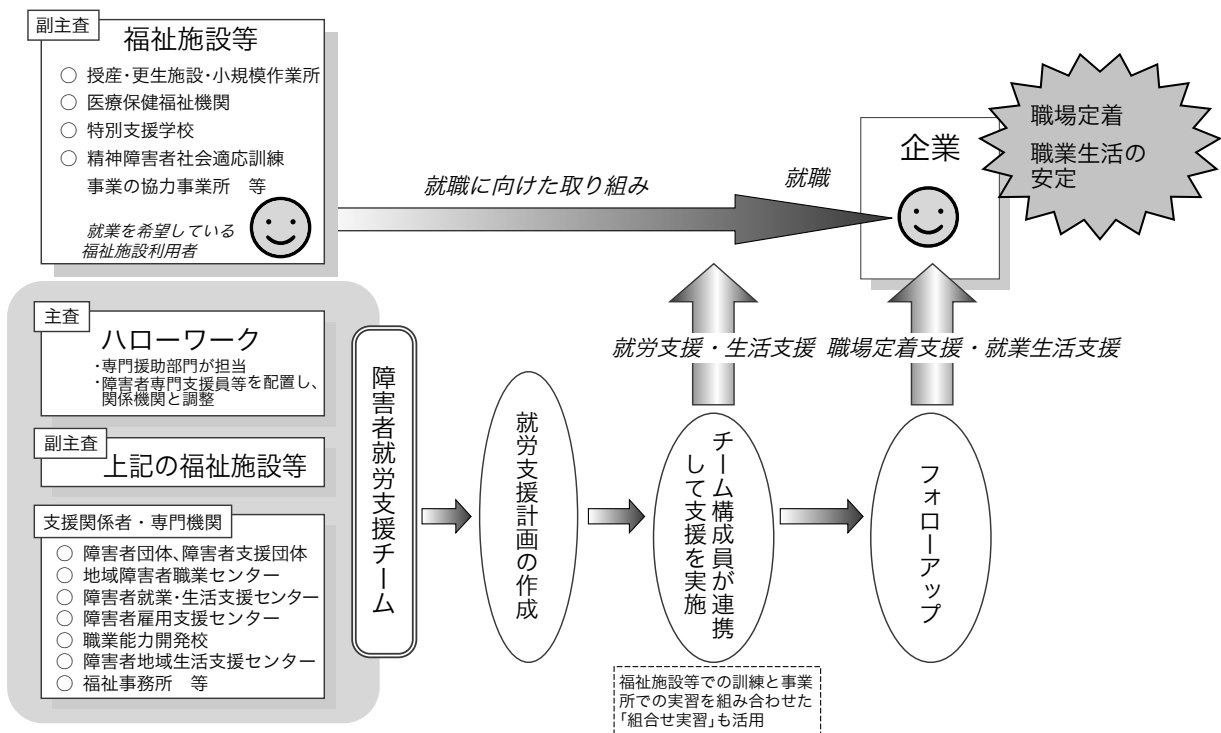 副主査
福祉施設等
○ 授産・更生施設・小規模作業所
○ 医療保健福祉機関
○ 特別支援学校
○ 精神障害者社会適応訓練
事業の協力事業所　等
就業を希望している
福祉施設利用者
就職に向けた取り組み
就職
企業
職場定着
職業生活の
安定
主査
ハローワーク
・専門援助部門が担当
・障害者専門支援員等を配置し、
関係機関と調整
副主査
上記の福祉施設等
支援関係者・専門機関
○ 障害者団体、障害者支援団体
○ 地域障害者職業センター
○ 障害者就業・生活支援センター
○ 障害者雇用支援センター
○ 職業能力開発校
○ 障害者地域生活支援センター
○ 福祉事務所　等
障害者就労支援チーム
就労支援計画の作成
就労支援・生活支援
チーム構成員が連携
して支援を実施
福祉施設等での訓練と事業
所での実習を組み合わせた
「組合せ実習」も活用
職場定着支援・就業生活支援
フォローアップ